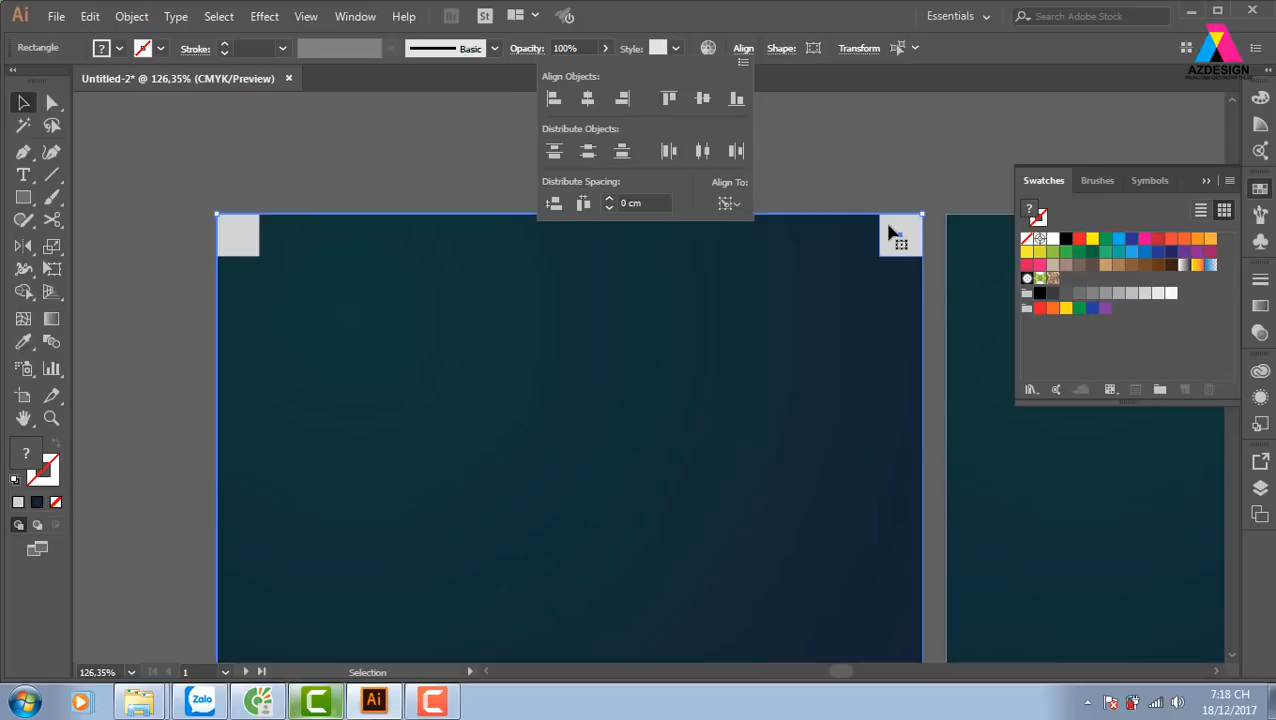 Ai File Edit Object Type Select Effect View Window Help Br St Essentials Search Adobe Stock
Rectangle ? Stroke: Basic Opacity: 100% Style: Align Shape: Transform
AZDESIGN
Untitled-2* @ 126,35% (CMYK/Preview)
Align Objects:
Distribute Objects:
Distribute Spacing: Align To:
0 cm
Swatches Brushes Symbols
?
?
126,35% 1 Selection
Zalo C Ai C 7:18 CH
18/12/2017